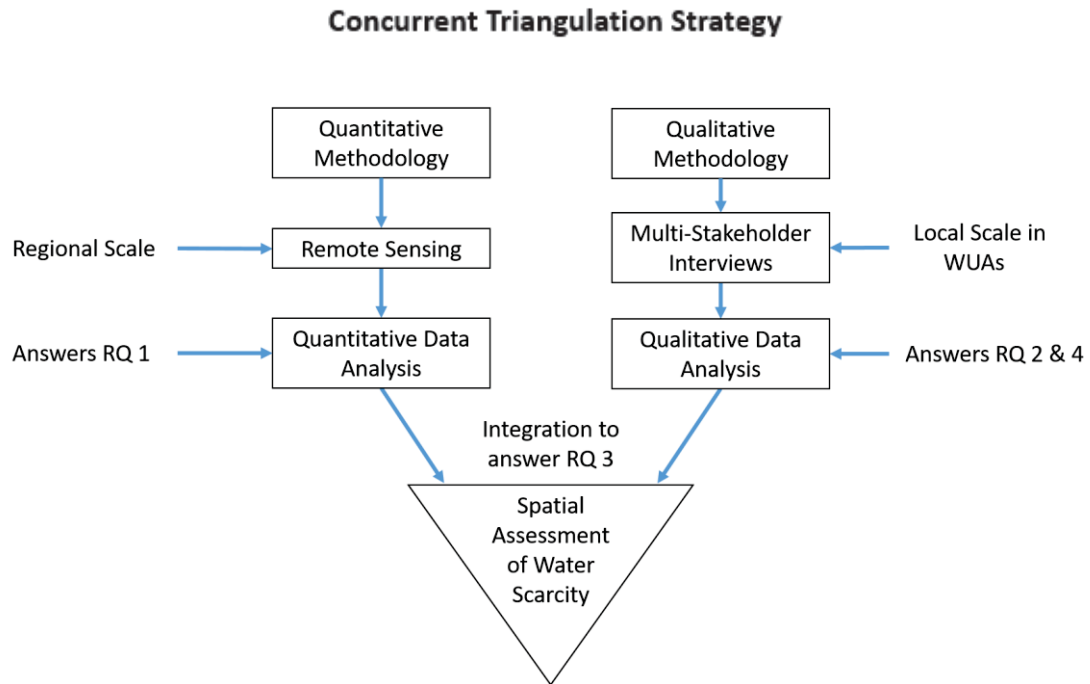 Concurrent Triangulation Strategy
Quantitative
Methodology
Qualitative
Methodology
Regional Scale
Remote Sensing
Multi-Stakeholder
Interviews
Local Scale in
WUAs
Answers RQ 1
Quantitative Data
Analysis
Qualitative Data
Analysis
Answers RQ 2 & 4
Integration to
answer RQ 3
Spatial
Assessment
of Water
Scarcity